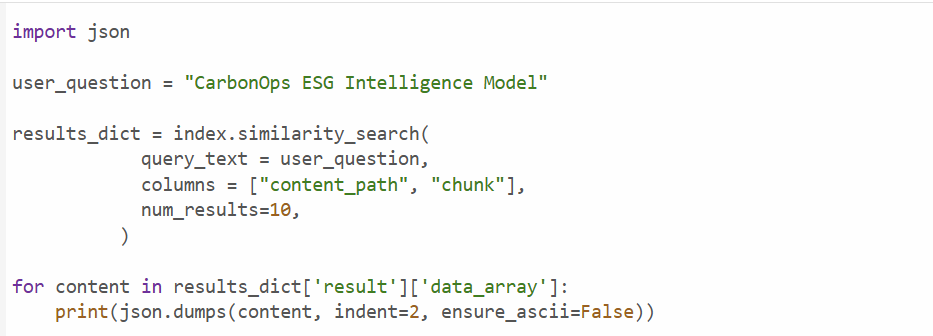 import json
user_question = "CarbonOps ESG Intelligence Model"
results_dict = index.similarity_search(
            query_text = user_question,
            columns = ["content_path", "chunk"],
            num_results=10,
          )
for content in results_dict['result']['data_array']:
    print(json.dumps(content, indent=2, ensure_ascii=False))